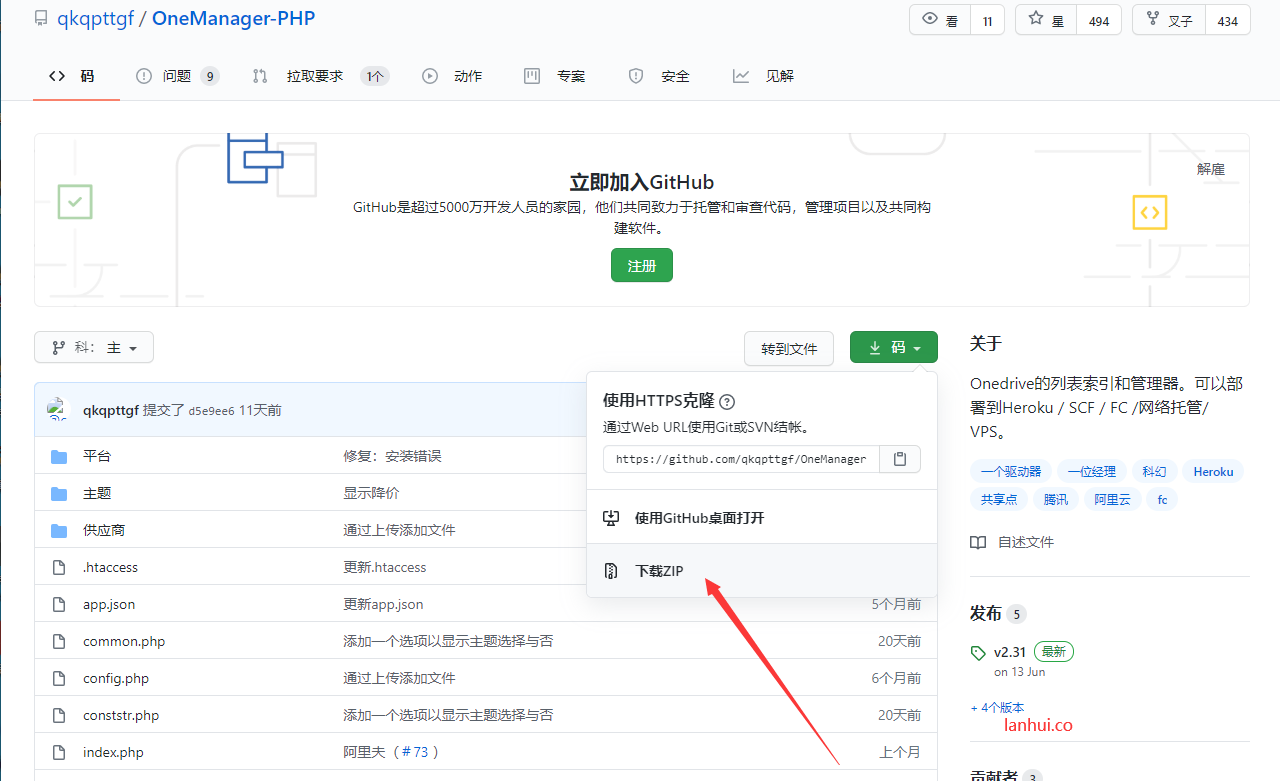 qkqpttgf / OneManager-PHP
看 11
星 494
叉子 434
码
问题 9
拉取要求 1个
动作
专案
安全
见解
立即加入GitHub
解雇
GitHub是超过5000万开发人员的家园，他们共同致力于托管和审查代码，管理项目以及共同构
建软件。
注册
科： 主
转到文件
码
qkqpttgf 提交了 d5e9ee6 11天前
平台 修复：安装错误
主题 显示降价
供应商 通过上传添加文件
.htaccess 更新.htaccess
app.json 更新app.json 5个月前
common.php 添加一个选项以显示主题选择与否 20天前
config.php 通过上传添加文件 6个月前
conststr.php 添加一个选项以显示主题选择与否 20天前
index.php 阿里夫（＃73 ） 上个月
使用HTTPS克隆
通过Web URL使用Git或SVN结帐。
https://github.com/qkqpttgf/OneManager
使用GitHub桌面打开
下载ZIP
关于
Onedrive的列表索引和管理器。可以部
署到Heroku / SCF / FC /网络托管/
VPS。
一个驱动器 一位经理 科幻 Heroku
共享点 腾讯 阿里云 fc
自述文件
发布 5
v2.31 最新
on 13 Jun
+ 4个版本
lanhui.co
贡献者 3